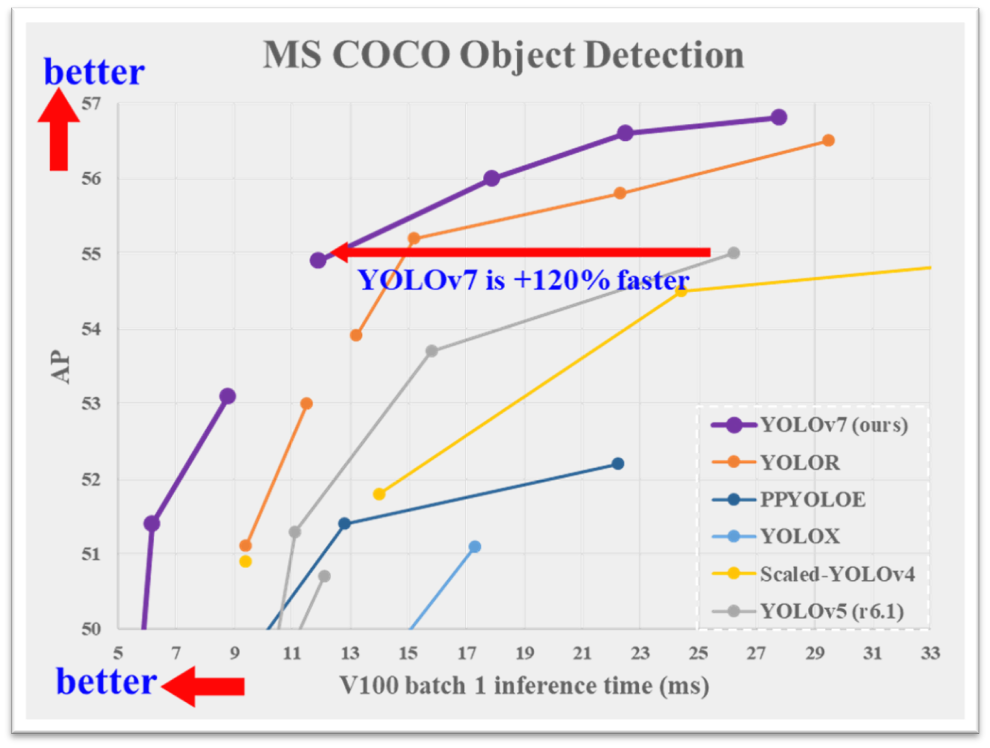 MS COCO Object Detection
better
57
56
55
54
53
52
51
50
AP
YOLOv7 is +120% faster
YOLOv7 (ours)
YOLOR
PPYOLOE
YOLOX
Scaled-YOLOv4
YOLOv5 (r6.1)
5 7 9 11 13 15 17 19 21 23 25 27 29 31 33
better
V100 batch 1 inference time (ms)